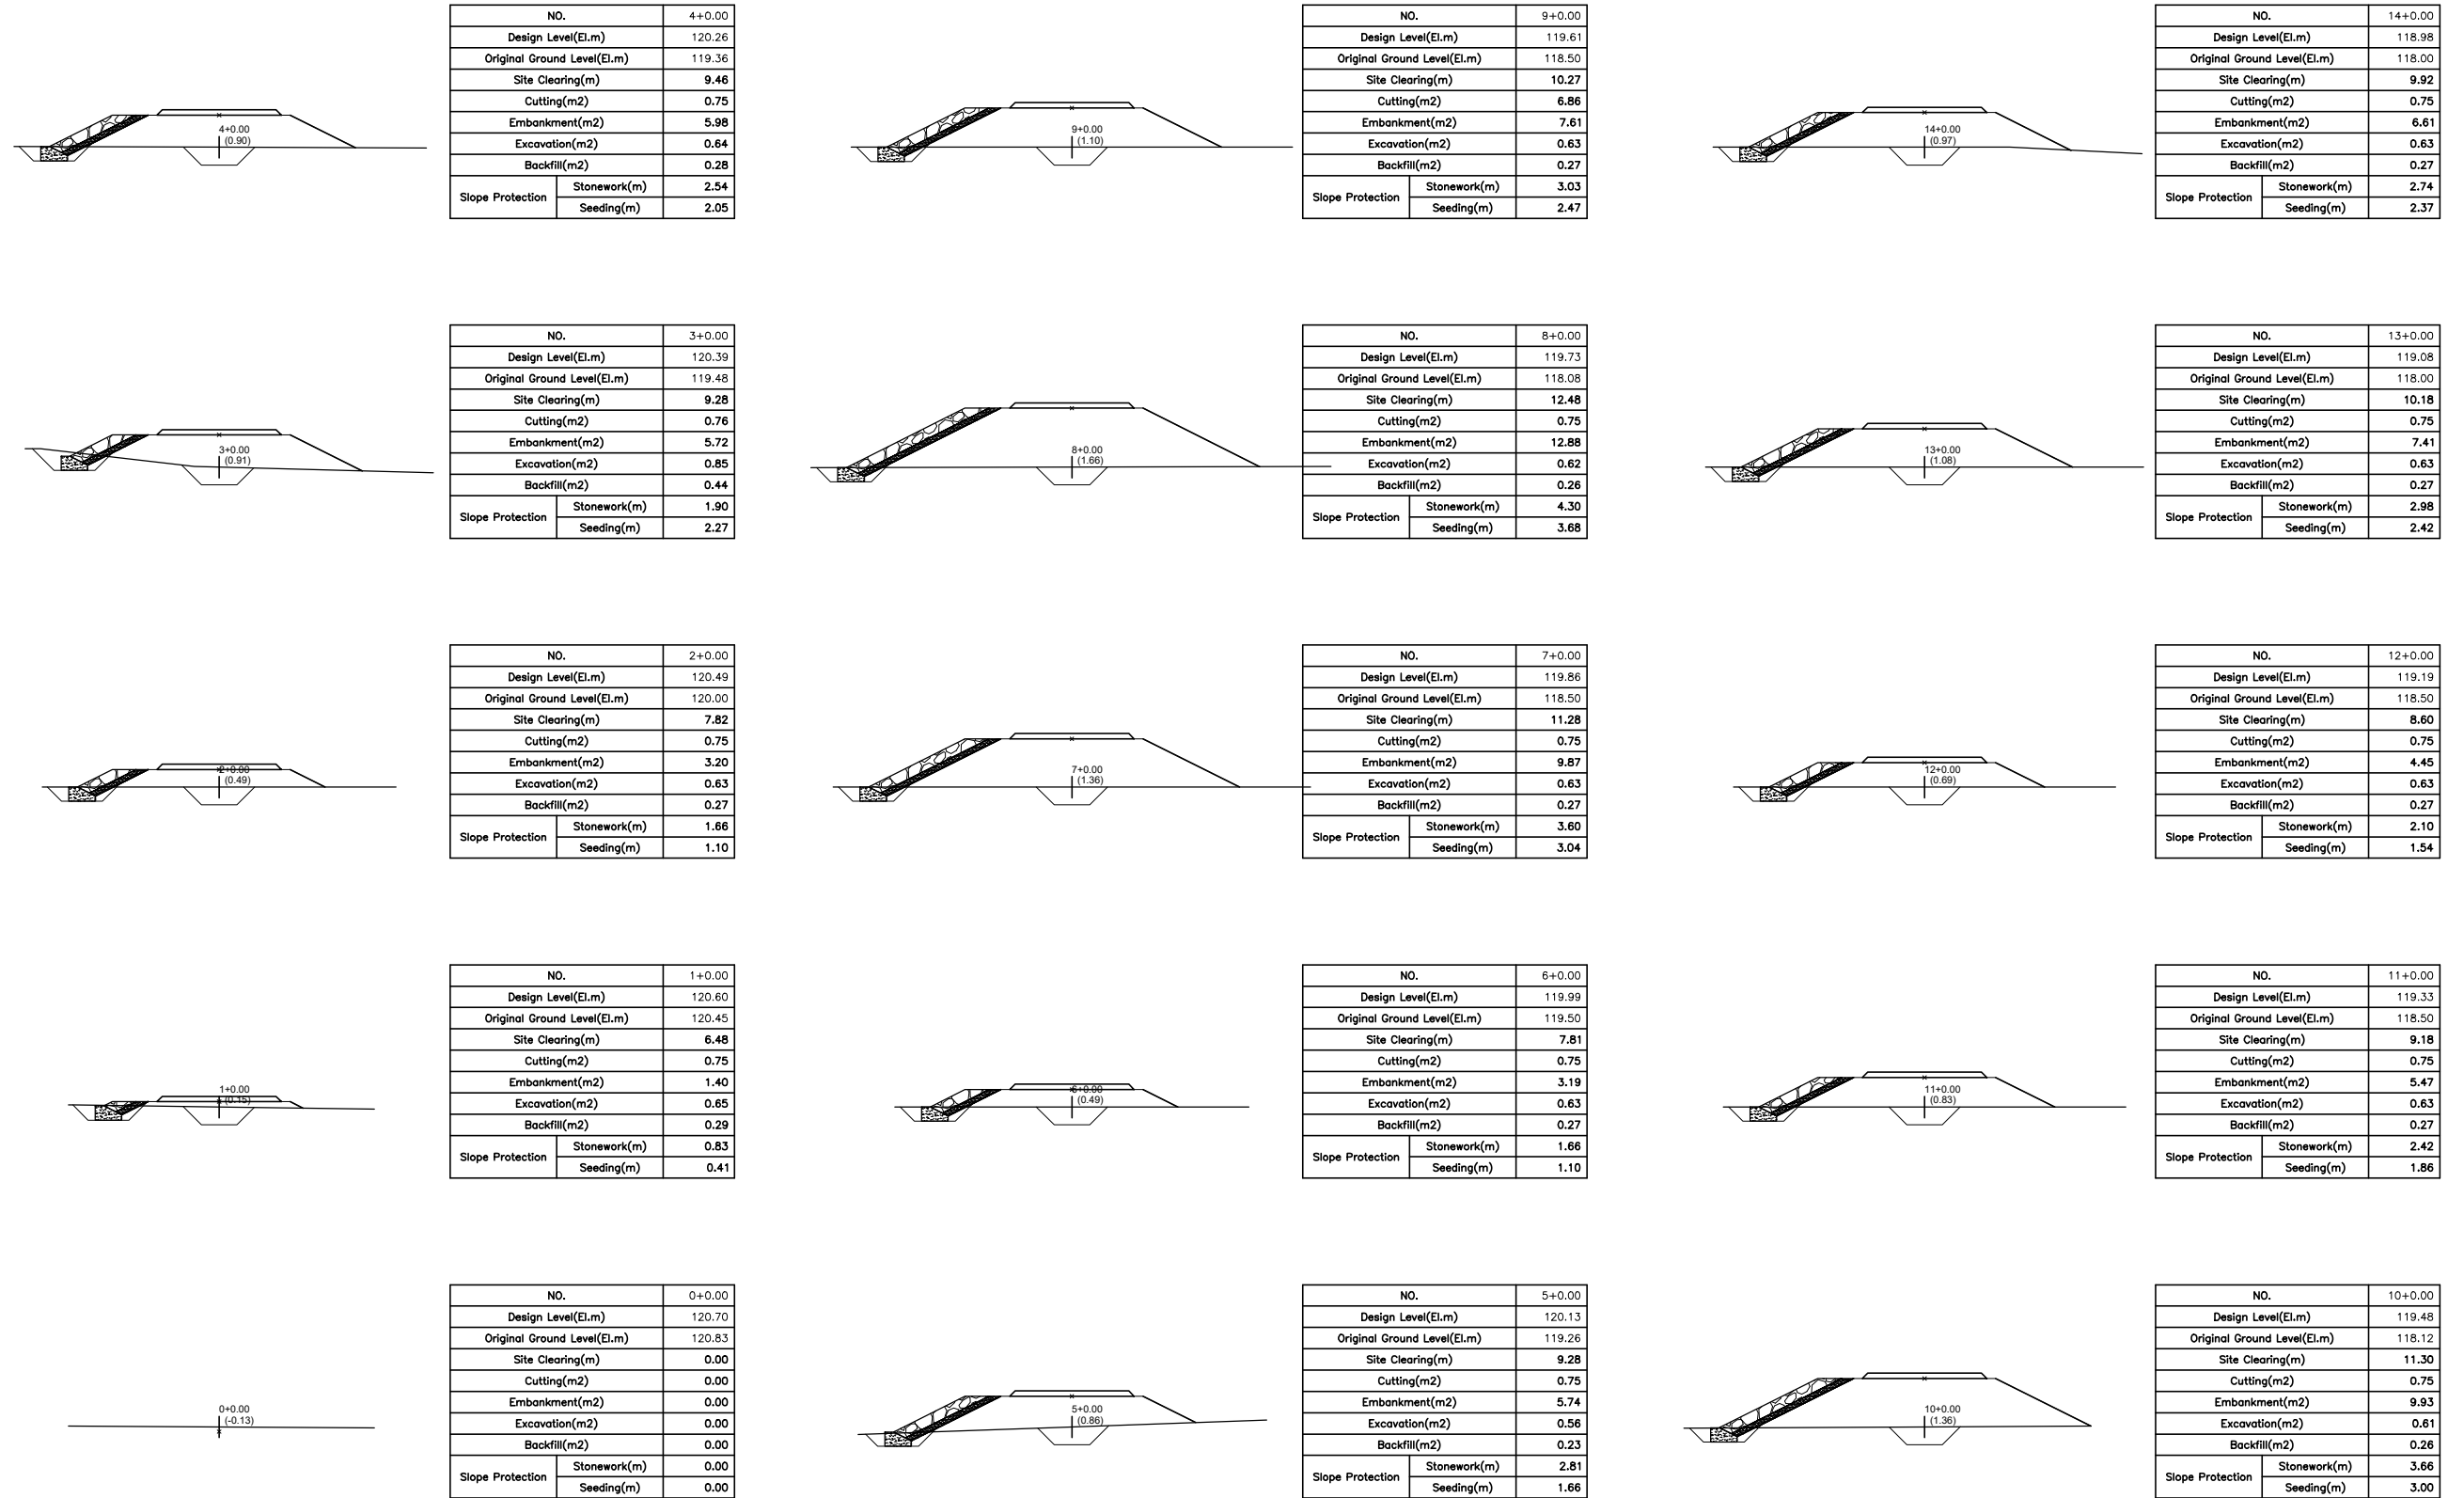 4+0.00
(0.90)
NO. 4+0.00
Design Level(El.m) 120.26
Original Ground Level(El.m) 119.36
Site Clearing(m) 9.46
Cutting(m2) 0.75
Embankment(m2) 5.98
Excavation(m2) 0.64
Backfill(m2) 0.28
Slope Protection
Stonework(m) 2.54
Seeding(m) 2.05
9+0.00
(1.10)
NO. 9+0.00
Design Level(El.m) 119.61
Original Ground Level(El.m) 118.50
Site Clearing(m) 10.27
Cutting(m2) 6.86
Embankment(m2) 7.61
Excavation(m2) 0.63
Backfill(m2) 0.27
Slope Protection
Stonework(m) 3.03
Seeding(m) 2.47
14+0.00
(0.97)
NO. 14+0.00
Design Level(El.m) 118.98
Original Ground Level(El.m) 118.00
Site Clearing(m) 9.92
Cutting(m2) 0.75
Embankment(m2) 6.61
Excavation(m2) 0.63
Backfill(m2) 0.27
Slope Protection
Stonework(m) 2.74
Seeding(m) 2.37
3+0.00
(0.91)
NO. 3+0.00
Design Level(El.m) 120.39
Original Ground Level(El.m) 119.48
Site Clearing(m) 9.28
Cutting(m2) 0.76
Embankment(m2) 5.72
Excavation(m2) 0.85
Backfill(m2) 0.44
Slope Protection
Stonework(m) 1.90
Seeding(m) 2.27
8+0.00
(1.66)
NO. 8+0.00
Design Level(El.m) 119.73
Original Ground Level(El.m) 118.08
Site Clearing(m) 12.48
Cutting(m2) 0.75
Embankment(m2) 12.88
Excavation(m2) 0.62
Backfill(m2) 0.26
Slope Protection
Stonework(m) 4.30
Seeding(m) 3.68
13+0.00
(1.08)
NO. 13+0.00
Design Level(El.m) 119.08
Original Ground Level(El.m) 118.00
Site Clearing(m) 10.18
Cutting(m2) 0.75
Embankment(m2) 7.41
Excavation(m2) 0.63
Backfill(m2) 0.27
Slope Protection
Stonework(m) 2.98
Seeding(m) 2.42
2+0.00
(0.49)
NO. 2+0.00
Design Level(El.m) 120.49
Original Ground Level(El.m) 120.00
Site Clearing(m) 7.82
Cutting(m2) 0.75
Embankment(m2) 3.20
Excavation(m2) 0.63
Backfill(m2) 0.27
Slope Protection
Stonework(m) 1.66
Seeding(m) 1.10
7+0.00
(1.36)
NO. 7+0.00
Design Level(El.m) 119.86
Original Ground Level(El.m) 118.50
Site Clearing(m) 11.28
Cutting(m2) 0.75
Embankment(m2) 9.87
Excavation(m2) 0.63
Backfill(m2) 0.27
Slope Protection
Stonework(m) 3.60
Seeding(m) 3.04
12+0.00
(0.69)
NO. 12+0.00
Design Level(El.m) 119.19
Original Ground Level(El.m) 118.50
Site Clearing(m) 8.60
Cutting(m2) 0.75
Embankment(m2) 4.45
Excavation(m2) 0.63
Backfill(m2) 0.27
Slope Protection
Stonework(m) 2.10
Seeding(m) 1.54
1+0.00
(0.15)
NO. 1+0.00
Design Level(El.m) 120.60
Original Ground Level(El.m) 120.45
Site Clearing(m) 6.48
Cutting(m2) 0.75
Embankment(m2) 1.40
Excavation(m2) 0.65
Backfill(m2) 0.29
Slope Protection
Stonework(m) 0.83
Seeding(m) 0.41
6+0.00
(0.49)
NO. 6+0.00
Design Level(El.m) 119.99
Original Ground Level(El.m) 119.50
Site Clearing(m) 7.81
Cutting(m2) 0.75
Embankment(m2) 3.19
Excavation(m2) 0.63
Backfill(m2) 0.27
Slope Protection
Stonework(m) 1.66
Seeding(m) 1.10
11+0.00
(0.83)
NO. 11+0.00
Design Level(El.m) 119.33
Original Ground Level(El.m) 118.50
Site Clearing(m) 9.18
Cutting(m2) 0.75
Embankment(m2) 5.47
Excavation(m2) 0.63
Backfill(m2) 0.27
Slope Protection
Stonework(m) 2.42
Seeding(m) 1.86
0+0.00
(-0.13)
NO. 0+0.00
Design Level(El.m) 120.70
Original Ground Level(El.m) 120.83
Site Clearing(m) 0.00
Cutting(m2) 0.00
Embankment(m2) 0.00
Excavation(m2) 0.00
Backfill(m2) 0.00
Slope Protection
Stonework(m) 0.00
Seeding(m) 0.00
5+0.00
(0.86)
NO. 5+0.00
Design Level(El.m) 120.13
Original Ground Level(El.m) 119.26
Site Clearing(m) 9.28
Cutting(m2) 0.75
Embankment(m2) 5.74
Excavation(m2) 0.56
Backfill(m2) 0.23
Slope Protection
Stonework(m) 2.81
Seeding(m) 1.66
10+0.00
(1.36)
NO. 10+0.00
Design Level(El.m) 119.48
Original Ground Level(El.m) 118.12
Site Clearing(m) 11.30
Cutting(m2) 0.75
Embankment(m2) 9.93
Excavation(m2) 0.61
Backfill(m2) 0.26
Slope Protection
Stonework(m) 3.66
Seeding(m) 3.00